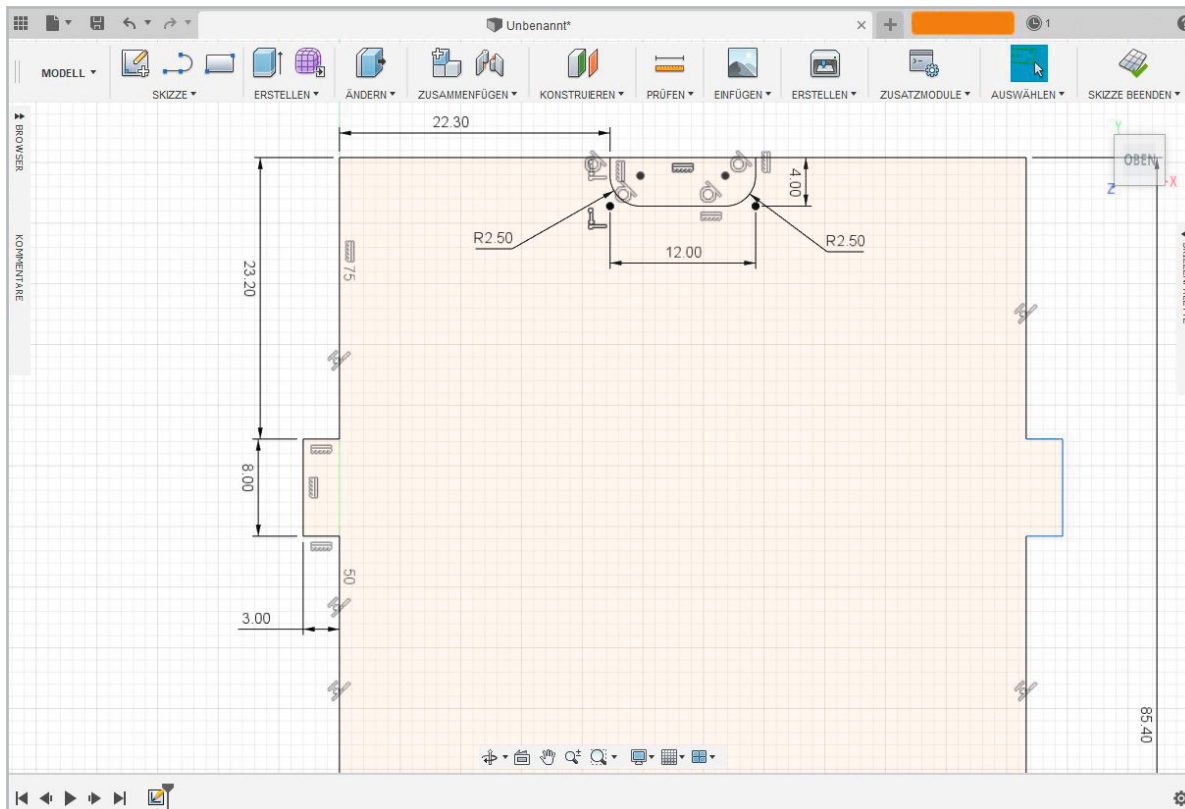 Unbenannt*
1
MODELL
SKIZZE
ERSTELLEN
ÄNDERN
ZUSAMMENFÜGEN
KONSTRUIEREN
PRÜFEN
EINFÜGEN
ERSTELLEN
ZUSATZMODULE
AUSWÄHLEN
SKIZZE BEENDEN
BROWSER
KOMMENTARE
22.30
Y
OBEN
Z
-X
4.00
R2.50
R2.50
12.00
23.20
75
8.00
50
3.00
85.40